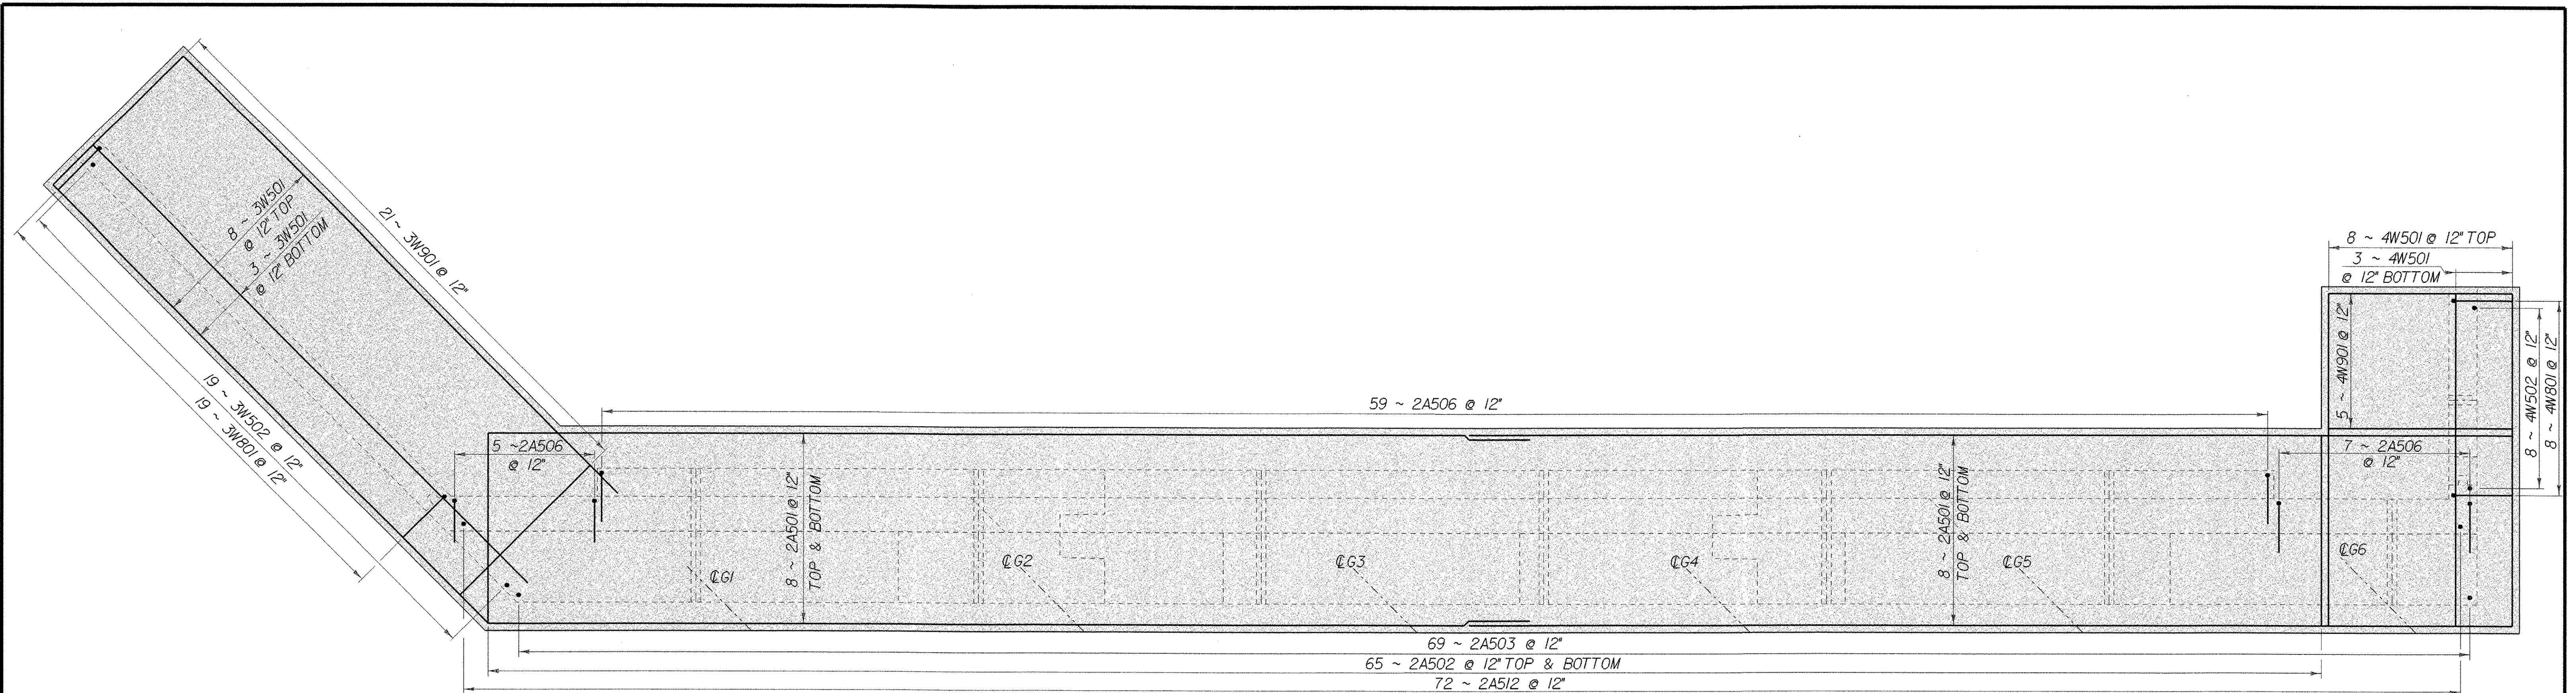 8 ~ 3W501
@ 12" TOP
3 ~ 3W501
@ 12" BOTTOM
21 ~ 3W901 @ 12"
19 ~ 3W502 @ 12"
19 ~ 3W801 @ 12"
5 ~2A506
@ 12"
59 ~ 2A506 @ 12"
8 ~ 2A501 @ 12"
TOP & BOTTOM
8 ~ 2A501 @ 12"
TOP & BOTTOM
℄G1
℄G2
℄G3
℄G4
℄G5
℄G6
8 ~ 4W501 @ 12" TOP
3 ~ 4W501
@ 12" BOTTOM
5 ~ 4W901 @ 12"
7 ~ 2A506
@ 12"
8 ~ 4W502 @ 12"
8 ~ 4W801 @ 12"
69 ~ 2A503 @ 12"
65 ~ 2A502 @ 12" TOP & BOTTOM
72 ~ 2A512 @ 12"